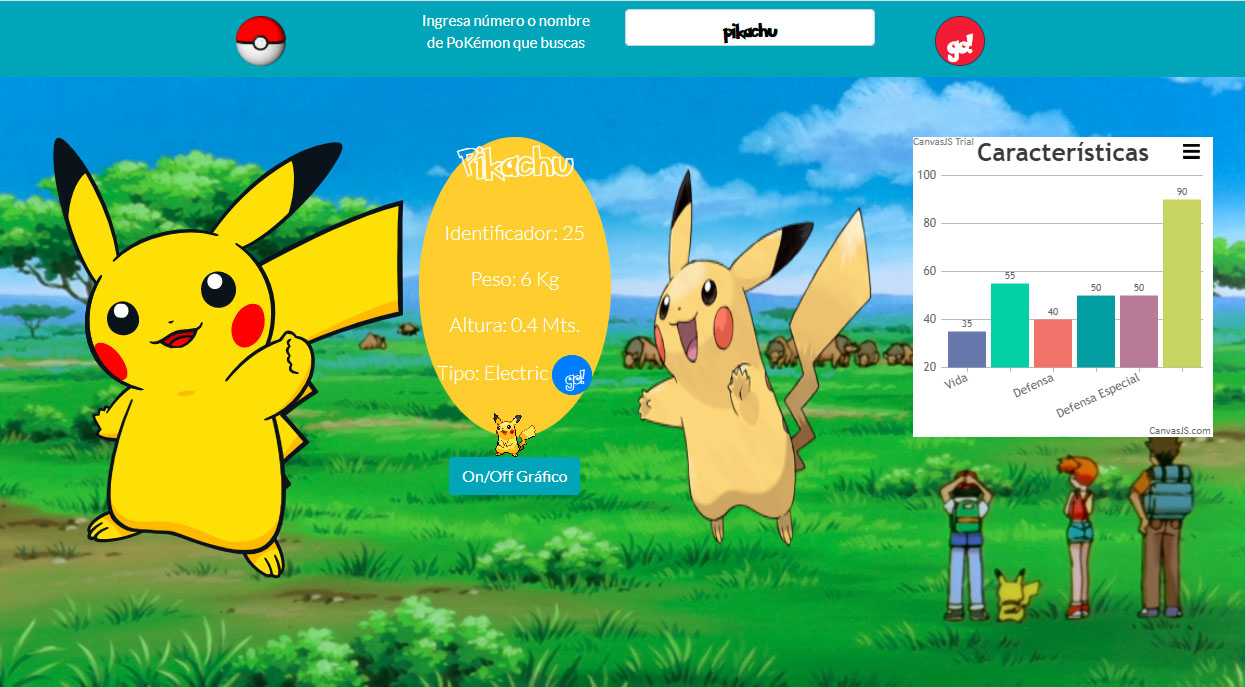 Ingresa número o nombre
de PoKémon que buscas
pikachu
go!
Pikachu
Identificador: 25
Peso: 6 Kg
Altura: 0.4 Mts.
Tipo: Electric
go!
On/Off Gráfico
CanvasJS Trial
Características
100
80
60
40
20
35
55
40
50
50
90
Vida
Defensa
Defensa Especial
CanvasJS.com